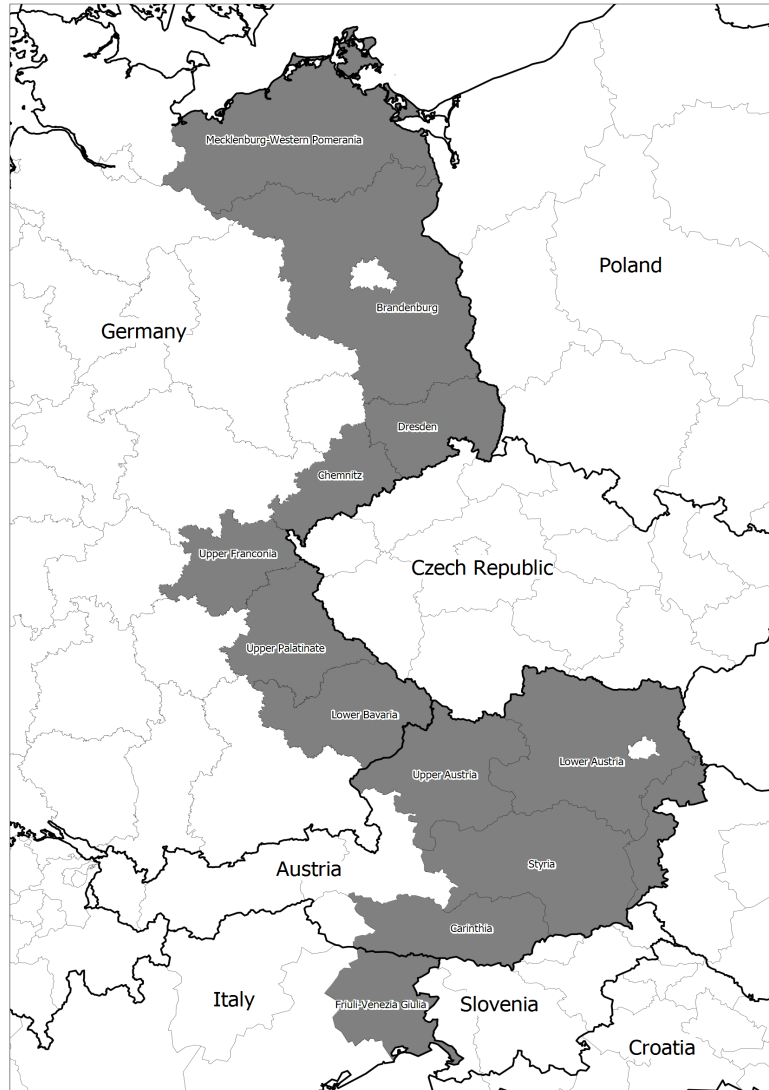 Mecklenburg-Western Pomerania
Poland
Brandenburg
Germany
Dresden
Chemnitz
Upper Franconia
Czech Republic
Upper Palatinate
Lower Bavaria
Lower Austria
Upper Austria
Styria
Austria
Carinthia
Italy
Friuli-Venezia Giulia
Slovenia
Croatia